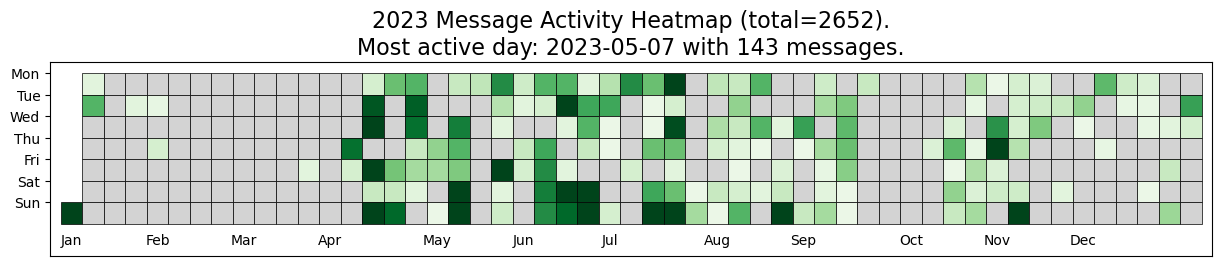 2023 Message Activity Heatmap (total=2652).
Most active day: 2023-05-07 with 143 messages.
Mon
Tue
Wed
Thu
Fri
Sat
Sun
Jan Feb Mar Apr May Jun Jul Aug Sep Oct Nov Dec